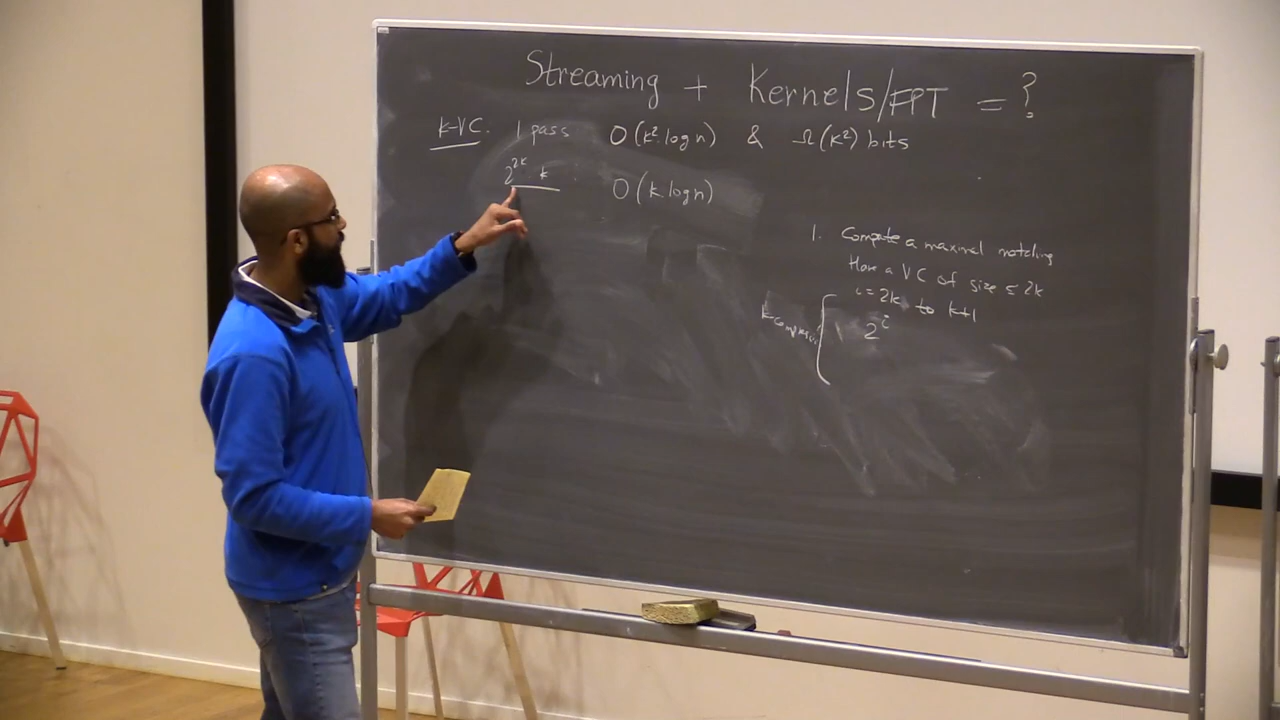 Streaming + Kernels/FPT = ?
k-VC. 1 pass O(k² log n) & Ω(k²) bits
2^{2k} k O(k log n)
1. Compute a maximal matching
Have a VC of size ≤ 2k
i=2k to k+1
2^i